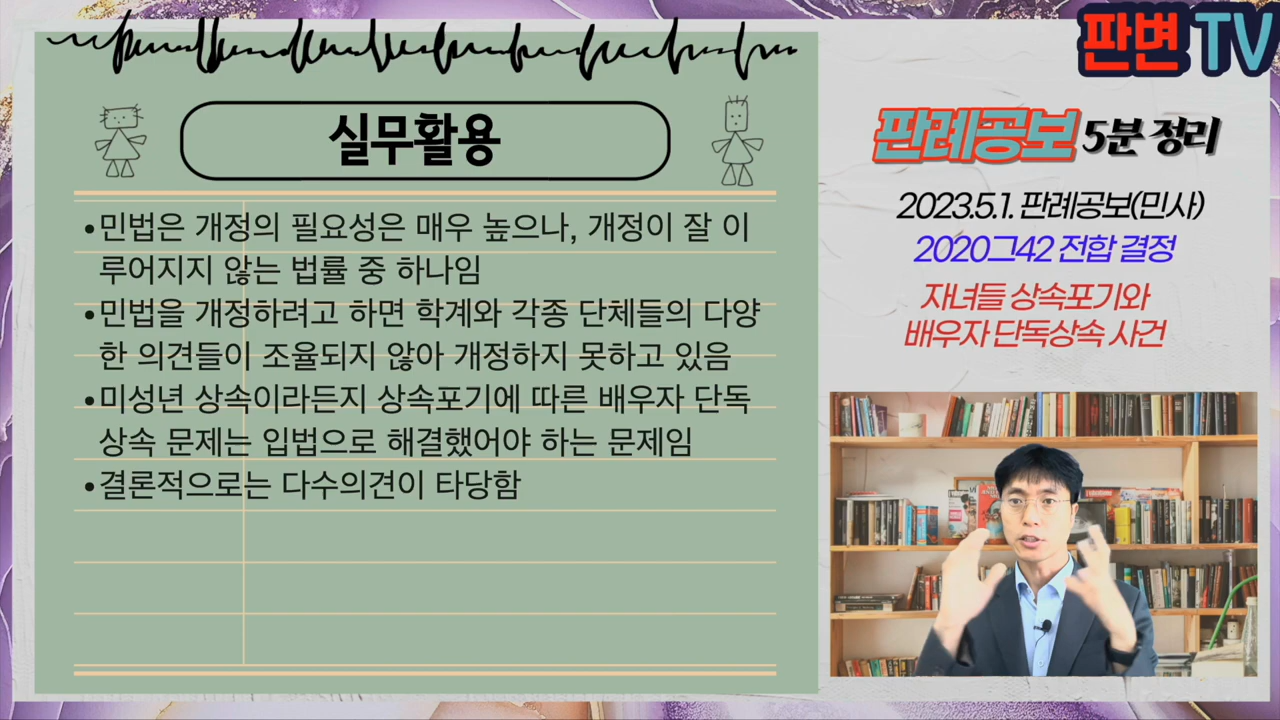 판변 TV
실무활용
•민법은 개정의 필요성은 매우 높으나, 개정이 잘 이
루어지지 않는 법률 중 하나임
•민법을 개정하려고 하면 학계와 각종 단체들의 다양
한 의견들이 조율되지 않아 개정하지 못하고 있음
•미성년 상속이라든지 상속포기에 따른 배우자 단독
상속 문제는 입법으로 해결했어야 하는 문제임
•결론적으로는 다수의견이 타당함
판례공보 5분 정리
2023.5.1. 판례공보(민사)
2020그42 전합 결정
자녀들 상속포기와
배우자 단독상속 사건